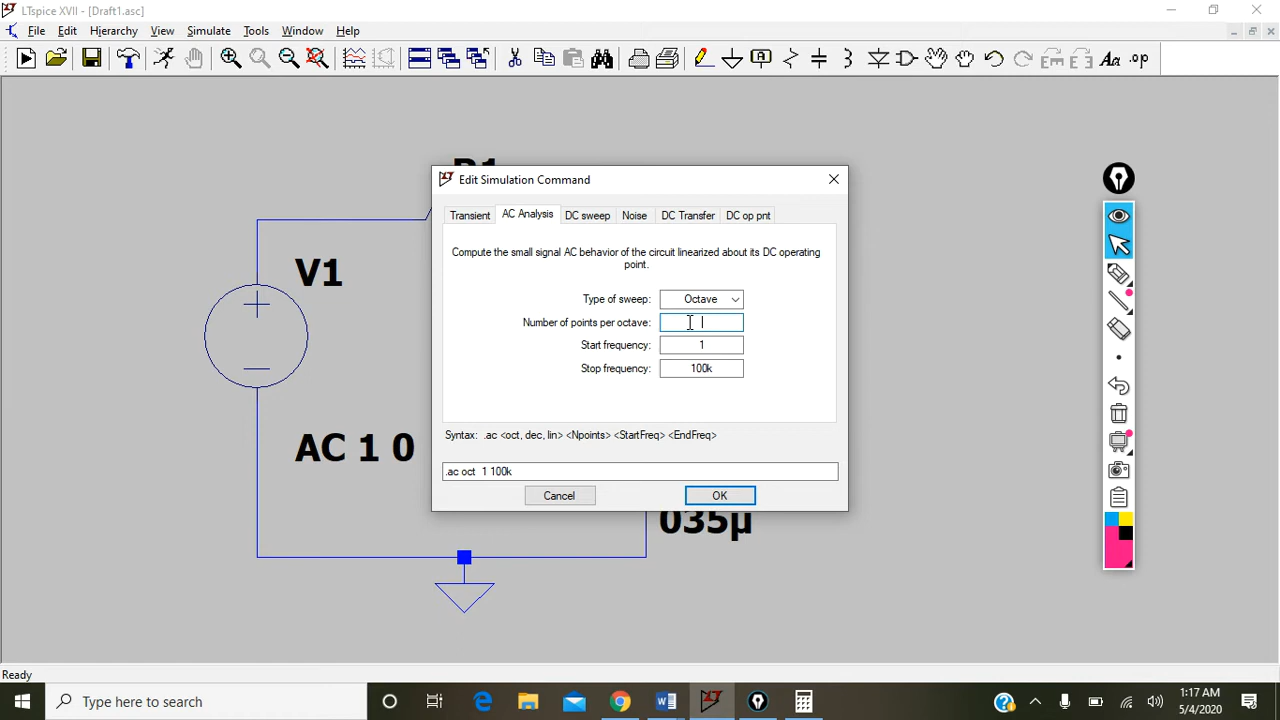 LTspice XVII - [Draft1.asc]
File Edit Hierarchy View Simulate Tools Window Help
A Aa .op
Edit Simulation Command
Transient AC Analysis DC sweep Noise DC Transfer DC op pnt
Compute the small signal AC behavior of the circuit linearized about its DC operating
point.
Type of sweep: Octave
Number of points per octave:
Start frequency: 1
Stop frequency: 100k
Syntax: .ac <oct, dec, lin> <Npoints> <StartFreq> <EndFreq>
.ac oct 1 100k
Cancel OK
R1
V1
AC 1 0
035µ
Ready
Type here to search
1:17 AM
5/4/2020